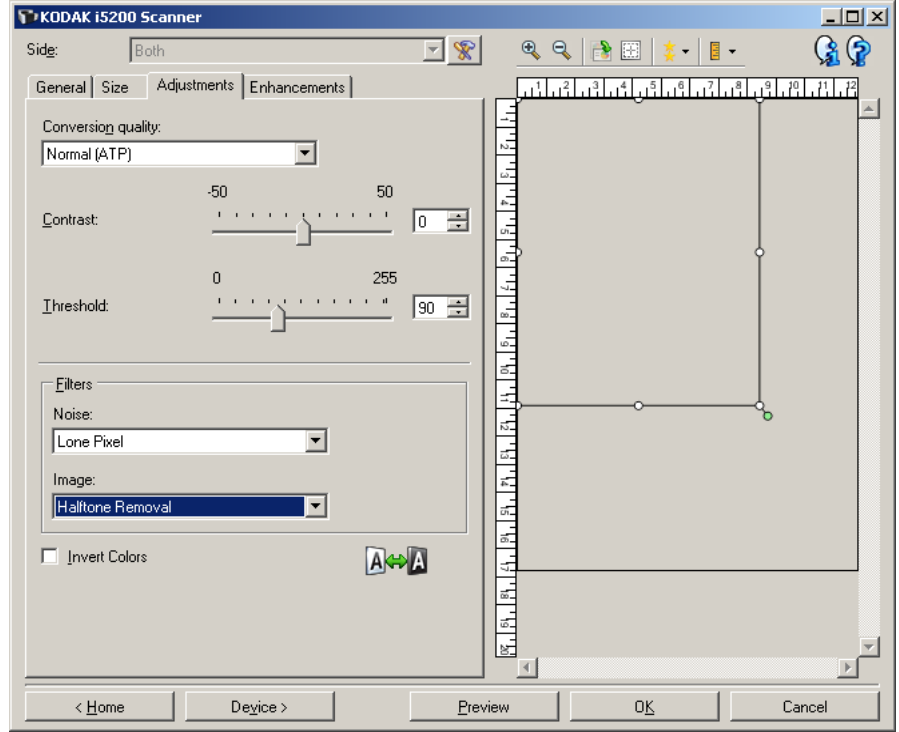 KODAK i5200 Scanner
Side: Both
General Size Adjustments Enhancements
Conversion quality:
Normal (ATP)
-50 50
Contrast: 0
0 255
Threshold: 90
Filters
Noise:
Lone Pixel
Image:
Halftone Removal
Invert Colors
A A
1 2 3 4 5 6 7 8 9 10 11 12
1
2
3
4
5
6
7
8
9
10
11
12
13
14
15
16
17
18
19
20
< Home Device > Preview OK Cancel